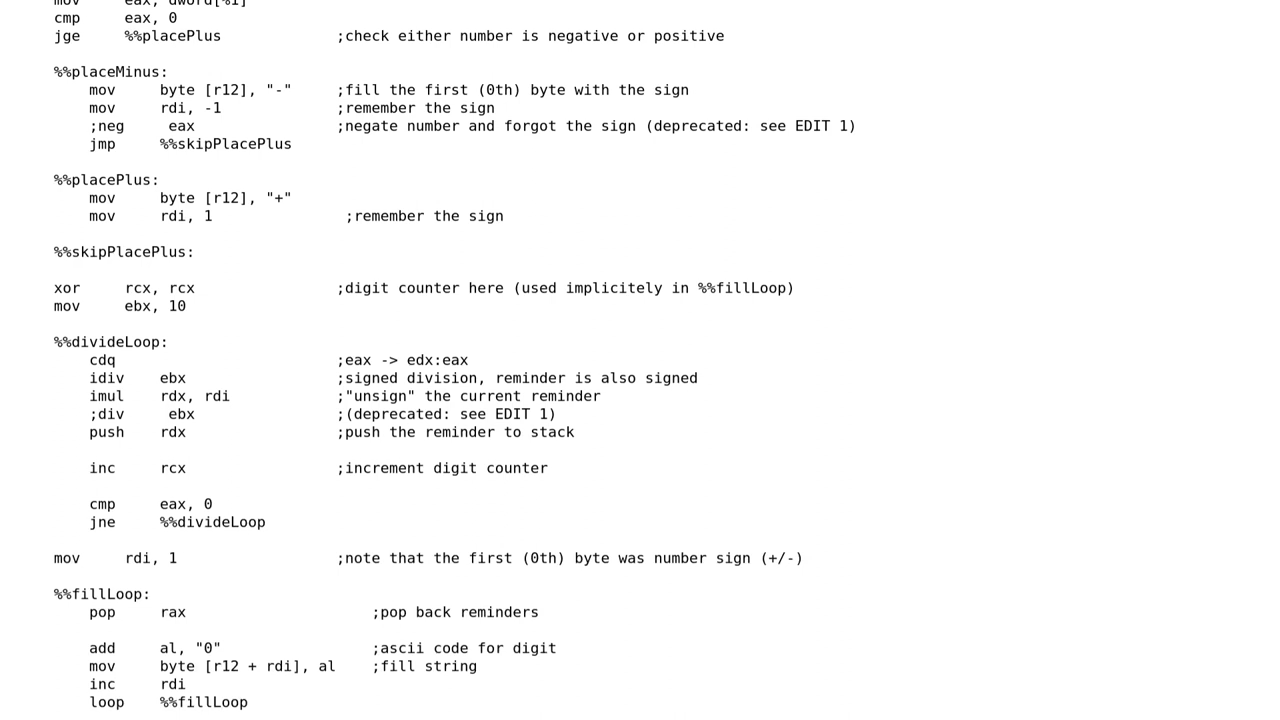 mov     eax, dword[%1]
cmp     eax, 0
jge     %%placePlus             ;check either number is negative or positive
%%placeMinus:
    mov     byte [r12], "-"     ;fill the first (0th) byte with the sign
    mov     rdi, -1             ;remember the sign
    ;neg     eax                ;negate number and forgot the sign (deprecated: see EDIT 1)
    jmp     %%skipPlacePlus
%%placePlus:
    mov     byte [r12], "+"
    mov     rdi, 1               ;remember the sign
%%skipPlacePlus:
xor     rcx, rcx                ;digit counter here (used implicitely in %%fillLoop)
mov     ebx, 10
%%divideLoop:
    cdq                         ;eax -> edx:eax
    idiv    ebx                 ;signed division, reminder is also signed
    imul    rdx, rdi            ;"unsign" the current reminder
    ;div     ebx                ;(deprecated: see EDIT 1)
    push    rdx                 ;push the reminder to stack
    inc     rcx                 ;increment digit counter
    cmp     eax, 0
    jne     %%divideLoop
mov     rdi, 1                  ;note that the first (0th) byte was number sign (+/-)
%%fillLoop:
    pop     rax                     ;pop back reminders
    add     al, "0"                 ;ascii code for digit
    mov     byte [r12 + rdi], al    ;fill string
    inc     rdi
    loop    %%fillLoop